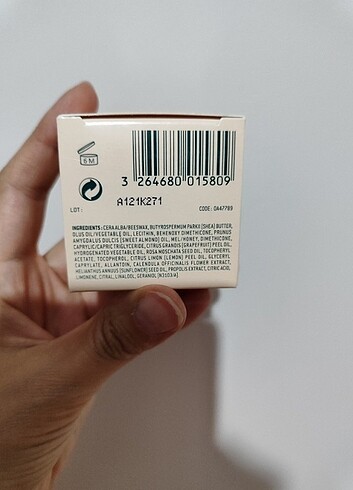 6 M
3 264680 015809
A121K271
LOT : CODE: DA47789
INGREDIENTS: CERA ALBA/BEESWAX, BUTYROSPERMUM PARKII (SHEA) BUTTER,
OLUS OIL/VEGETABLE OIL, LECITHIN, BEHENOXY DIMETHICONE, PRUNUS
AMYGDALUS DULCIS (SWEET ALMOND) OIL, MEL/HONEY, DIMETHICONE,
CAPRYLIC/CAPRIC TRIGLYCERIDE, CITRUS GRANDIS (GRAPEFRUIT) PEEL OIL,
HYDROGENATED VEGETABLE OIL, ROSA MOSCHATA SEED OIL, TOCOPHERYL
ACETATE, TOCOPHEROL, CITRUS LIMON (LEMON) PEEL OIL, GLYCERYL
CAPRYLATE, ALLANTOIN, CALENDULA OFFICINALIS FLOWER EXTRACT,
HELIANTHUS ANNUUS (SUNFLOWER) SEED OIL, PROPOLIS EXTRACT, CITRIC ACID,
LIMONENE, CITRAL, LINALOOL, GERANIOL [N3103/A]